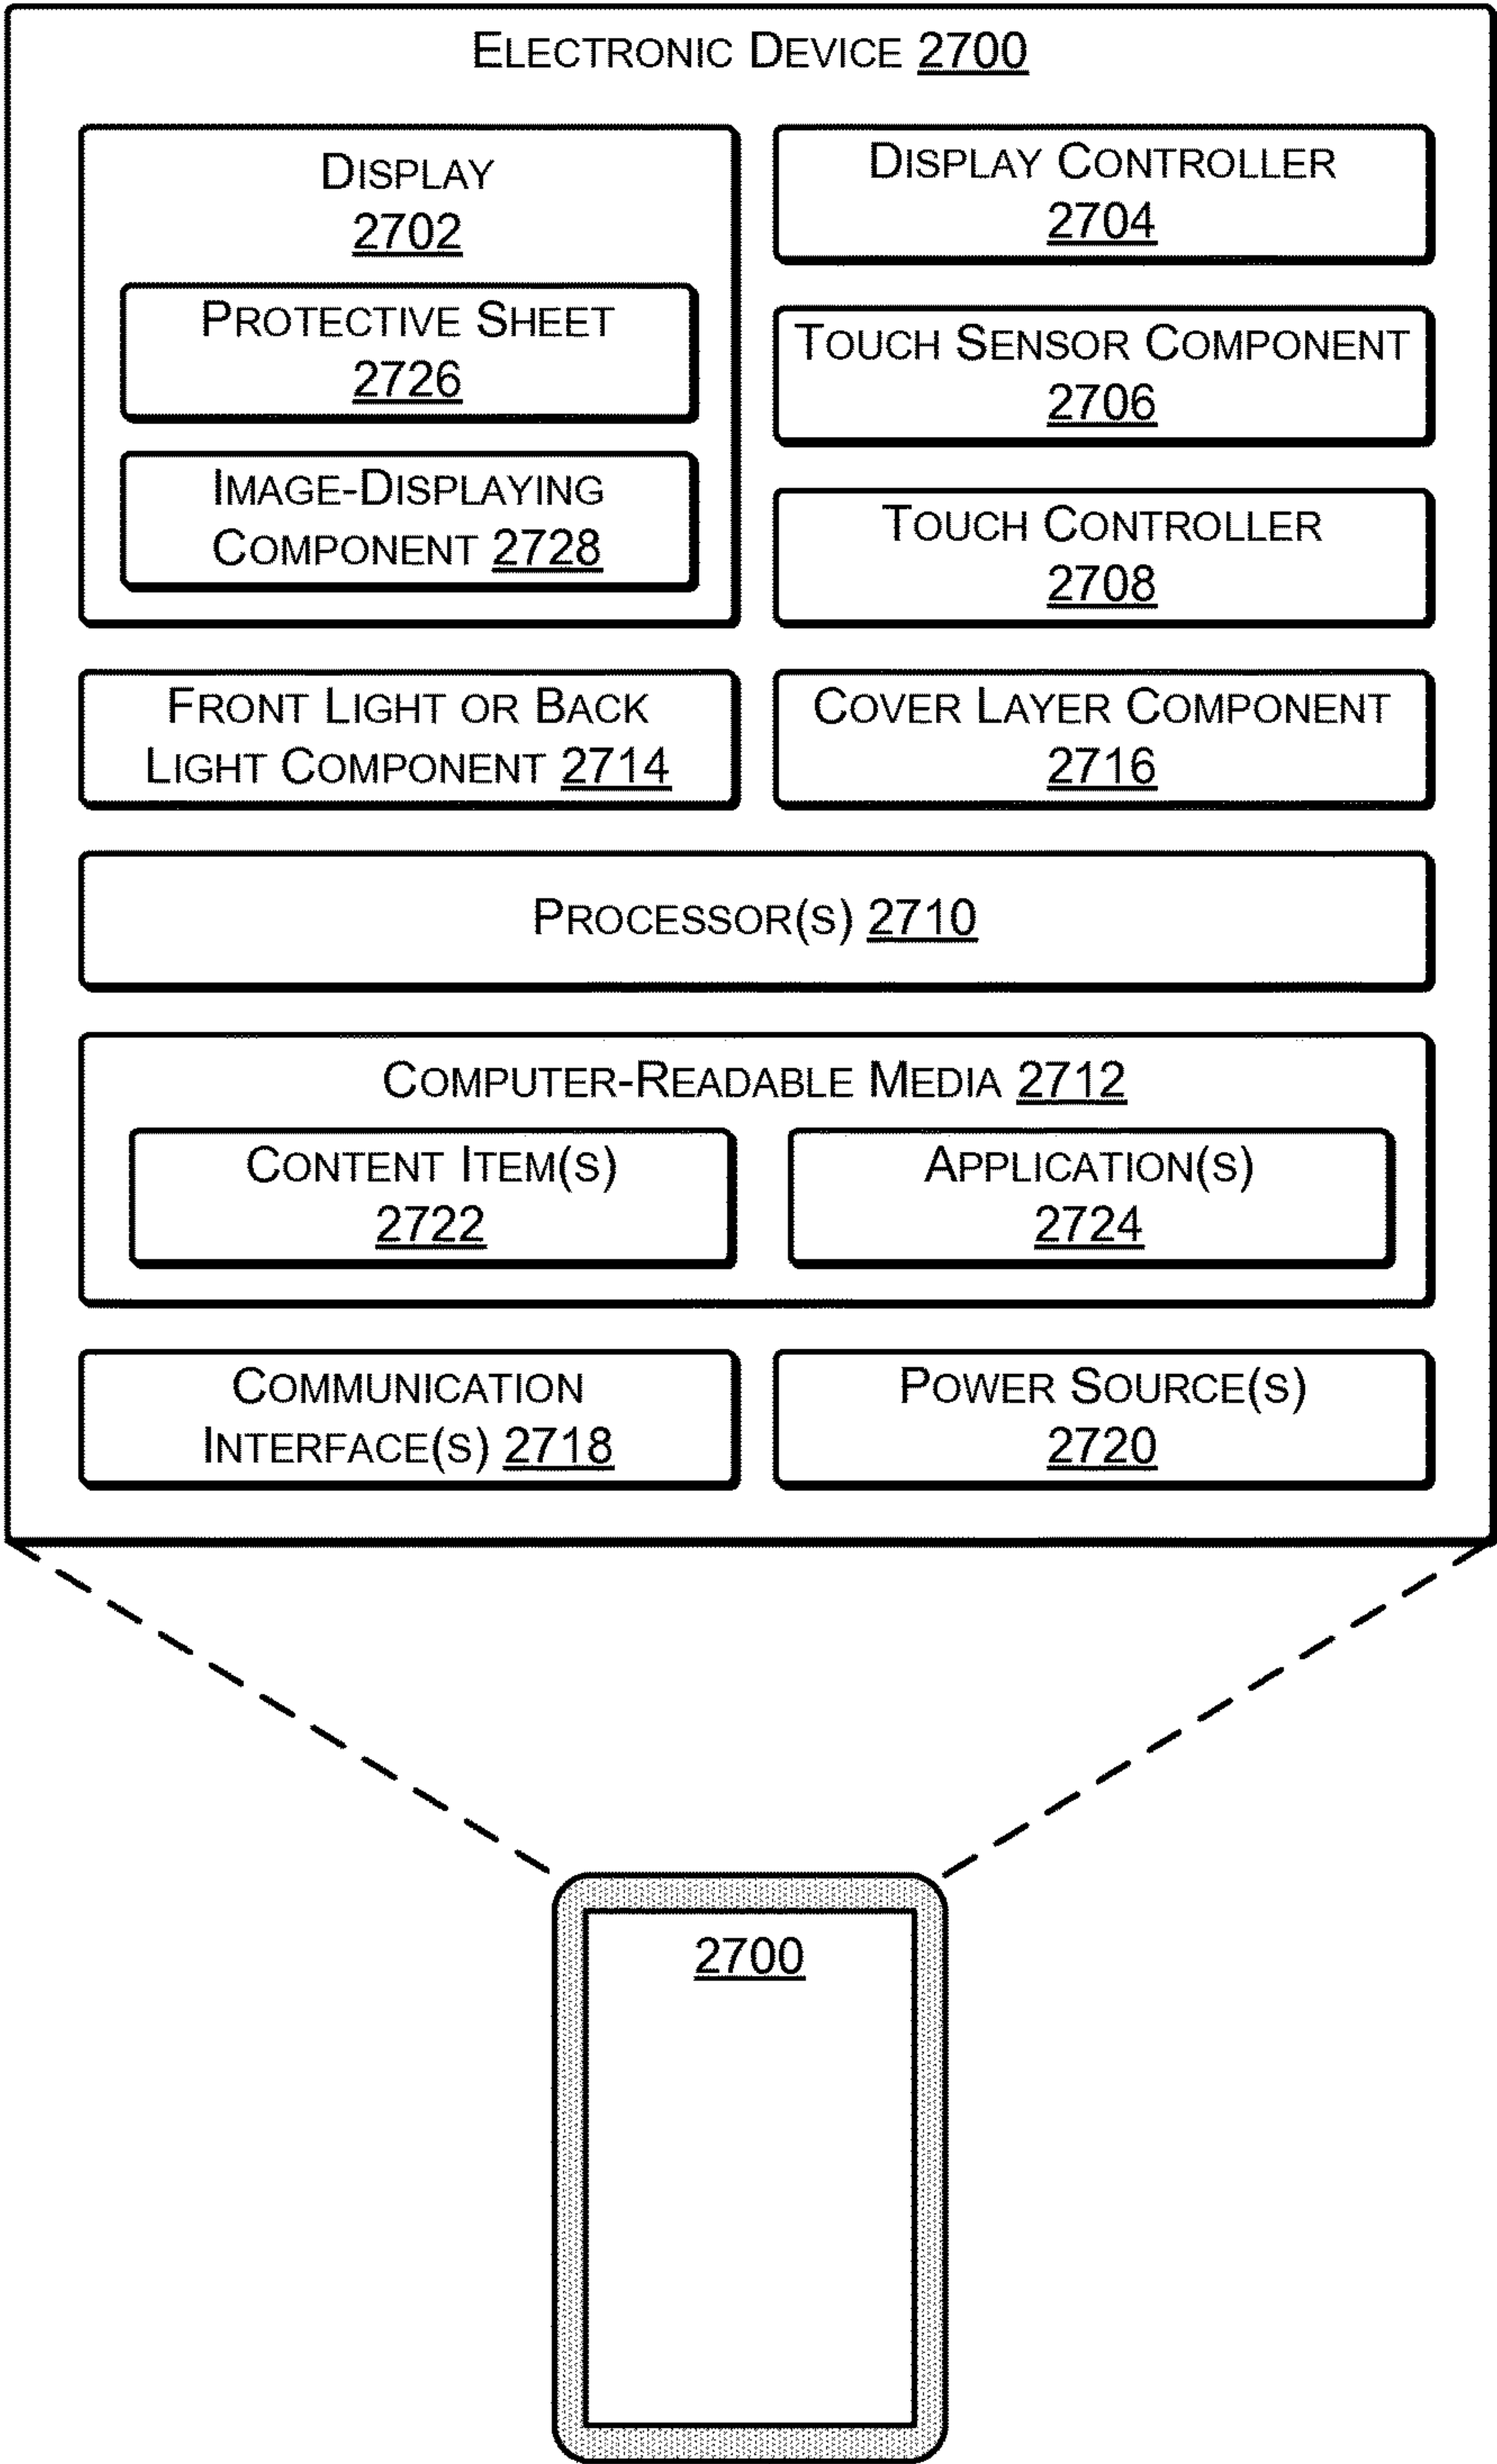 ELECTRONIC DEVICE 2700
DISPLAY
2702
PROTECTIVE SHEET
2726
IMAGE-DISPLAYING
COMPONENT 2728
DISPLAY CONTROLLER
2704
TOUCH SENSOR COMPONENT
2706
TOUCH CONTROLLER
2708
FRONT LIGHT OR BACK
LIGHT COMPONENT 2714
COVER LAYER COMPONENT
2716
PROCESSOR(S) 2710
COMPUTER-READABLE MEDIA 2712
CONTENT ITEM(S)
2722
APPLICATION(S)
2724
COMMUNICATION
INTERFACE(S) 2718
POWER SOURCE(S)
2720
2700